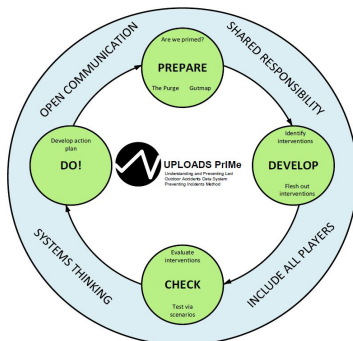 OPEN COMMUNICATION
SHARED RESPONSIBILITY
Are we primed?
PREPARE
The Purge Gutmap
Identify
interventions
DEVELOP
Flesh out
interventions
INCLUDE ALL PLAYERS
Evaluate
interventions
CHECK
Test via
scenarios
SYSTEMS THINKING
Develop action
plan
DO!
UPLOADS PrIMe
Understanding and Preventing Led
Outdoor Accidents Data System
Preventing Incidents Method